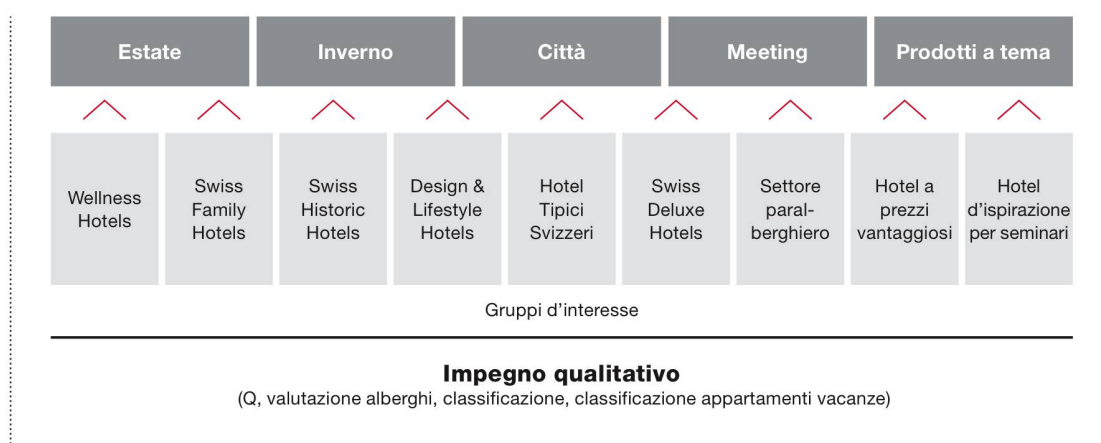 Estate
Inverno
Città
Meeting
Prodotti a tema
Wellness
Hotels
Swiss
Family
Hotels
Swiss
Historic
Hotels
Design &
Lifestyle
Hotels
Hotel
Tipici
Svizzeri
Swiss
Deluxe
Hotels
Settore
paral-
berghiero
Hotel a
prezzi
vantaggiosi
Hotel
d’ispirazione
per seminari
Gruppi d’interesse
Impegno qualitativo
(Q, valutazione alberghi, classificazione, classificazione appartamenti vacanze)